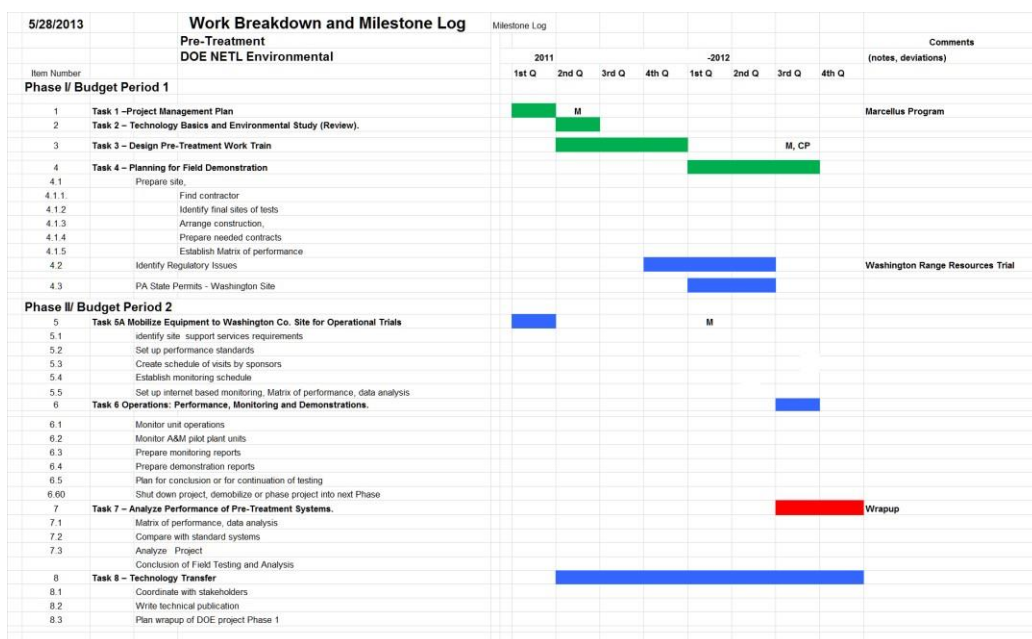 5/28/2013 Work Breakdown and Milestone Log Milestone Log
Pre-Treatment Comments
DOE NETL Environmental 2011 -2012 (notes, deviations)
Item Number 1st Q 2nd Q 3rd Q 4th Q 1st Q 2nd Q 3rd Q 4th Q
Phase I/ Budget Period 1
1 Task 1 –Project Management Plan M Marcellus Program
2 Task 2 – Technology Basics and Environmental Study (Review).
3 Task 3 – Design Pre-Treatment Work Train M, CP
4 Task 4 – Planning for Field Demonstration
4.1 Prepare site,
4.1.1. Find contractor
4.1.2 Identify final sites of tests
4.1.3 Arrange construction,
4.1.4 Prepare needed contracts
4.1.5 Establish Matrix of performance
4.2 Identify Regulatory Issues Washington Range Resources Trial
4.3 PA State Permits - Washington Site
Phase II/ Budget Period 2
5 Task 5A Mobilize Equipment to Washington Co. Site for Operational Trials M
5.1 identify site support services requirements
5.2 Set up performance standards
5.3 Create schedule of visits by sponsors
5.4 Establish monitoring schedule
5.5 Set up internet based monitoring, Matrix of performance, data analysis
6 Task 6 Operations: Performance, Monitoring and Demonstrations.
6.1 Monitor unit operations
6.2 Monitor A&M pilot plant units
6.3 Prepare monitoring reports
6.4 Prepare demonstration reports
6.5 Plan for conclusion or for continuation of testing
6.60 Shut down project, demobilize or phase project into next Phase
7 Task 7 – Analyze Performance of Pre-Treatment Systems. Wrapup
7.1 Matrix of performance, data analysis
7.2 Compare with standard systems
7.3 Analyze Project
Conclusion of Field Testing and Analysis
8 Task 8 – Technology Transfer
8.1 Coordinate with stakeholders
8.2 Write technical publication
8.3 Plan wrapup of DOE project Phase 1